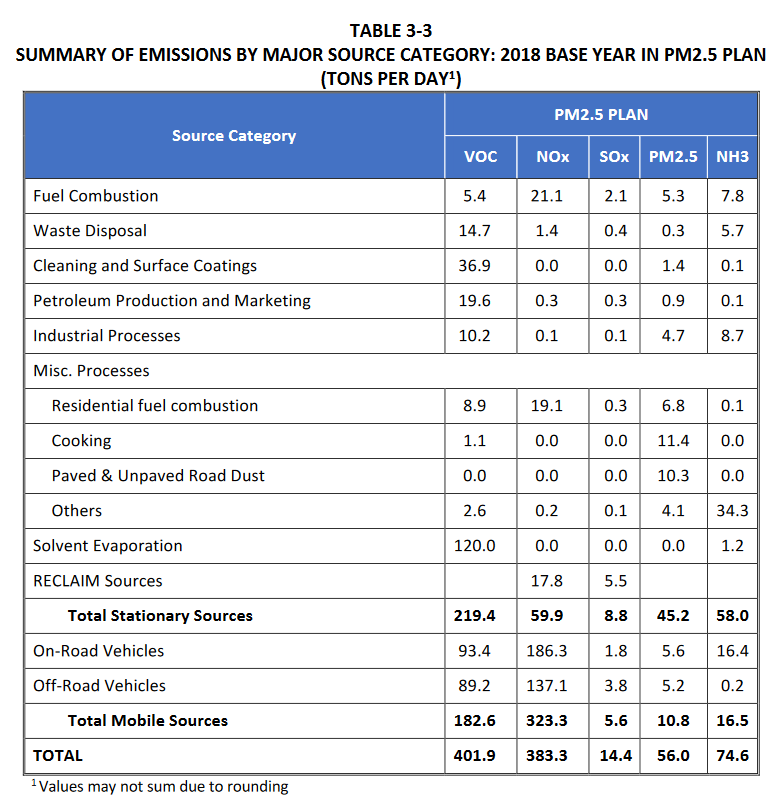 TABLE 3-3
SUMMARY OF EMISSIONS BY MAJOR SOURCE CATEGORY: 2018 BASE YEAR IN PM2.5 PLAN
(TONS PER DAY¹)
Source Category PM2.5 PLAN
VOC NOx SOx PM2.5 NH3
Fuel Combustion 5.4 21.1 2.1 5.3 7.8
Waste Disposal 14.7 1.4 0.4 0.3 5.7
Cleaning and Surface Coatings 36.9 0.0 0.0 1.4 0.1
Petroleum Production and Marketing 19.6 0.3 0.3 0.9 0.1
Industrial Processes 10.2 0.1 0.1 4.7 8.7
Misc. Processes
Residential fuel combustion 8.9 19.1 0.3 6.8 0.1
Cooking 1.1 0.0 0.0 11.4 0.0
Paved & Unpaved Road Dust 0.0 0.0 0.0 10.3 0.0
Others 2.6 0.2 0.1 4.1 34.3
Solvent Evaporation 120.0 0.0 0.0 0.0 1.2
RECLAIM Sources 17.8 5.5
Total Stationary Sources 219.4 59.9 8.8 45.2 58.0
On-Road Vehicles 93.4 186.3 1.8 5.6 16.4
Off-Road Vehicles 89.2 137.1 3.8 5.2 0.2
Total Mobile Sources 182.6 323.3 5.6 10.8 16.5
TOTAL 401.9 383.3 14.4 56.0 74.6
¹ Values may not sum due to rounding